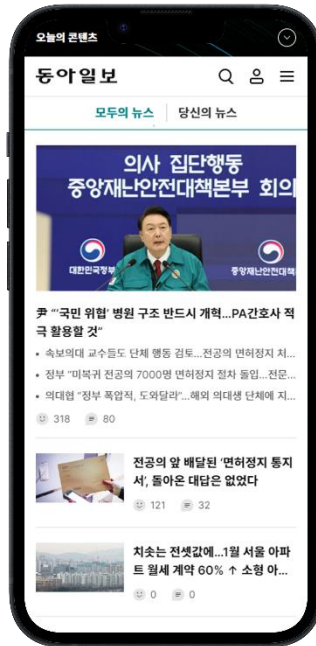 오늘의 콘텐츠
동아일보
모두의 뉴스 당신의 뉴스
의사 집단행동
중앙재난안전대책본부 회의
대한민국정부 중앙재난안전대책
尹 “‘국민 위협’ 병원 구조 반드시 개혁…PA간호사 적
극 활용할 것”
• 속보의대 교수들도 단체 행동 검토…전공의 면허정지 처…
• 정부 “미복귀 전공의 7000명 면허정지 절차 돌입…전문…
• 의대협 “정부 폭압적, 도와달라”…해외 의대생 단체에 지…
318 80
전공의 앞 배달된 ‘면허정지 통지
서’, 돌아온 대답은 없었다
121 32
치솟는 전셋값에…1월 서울 아파
트 월세 계약 60% ↑ 소형 아…
0 0